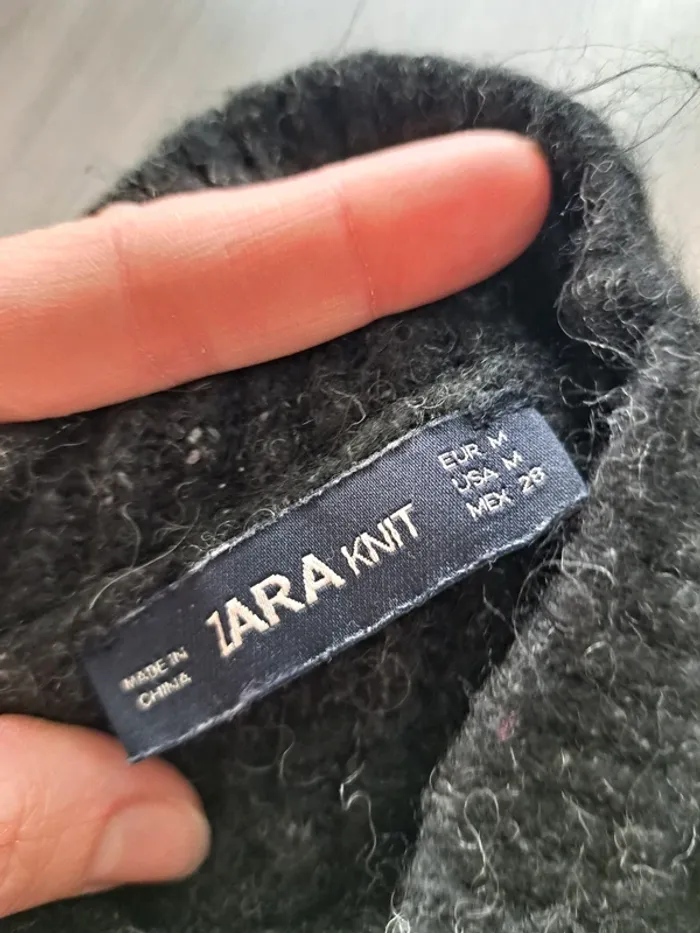 MADE IN
CHINA
ZARA KNIT
EUR M
USA M
MEX 28